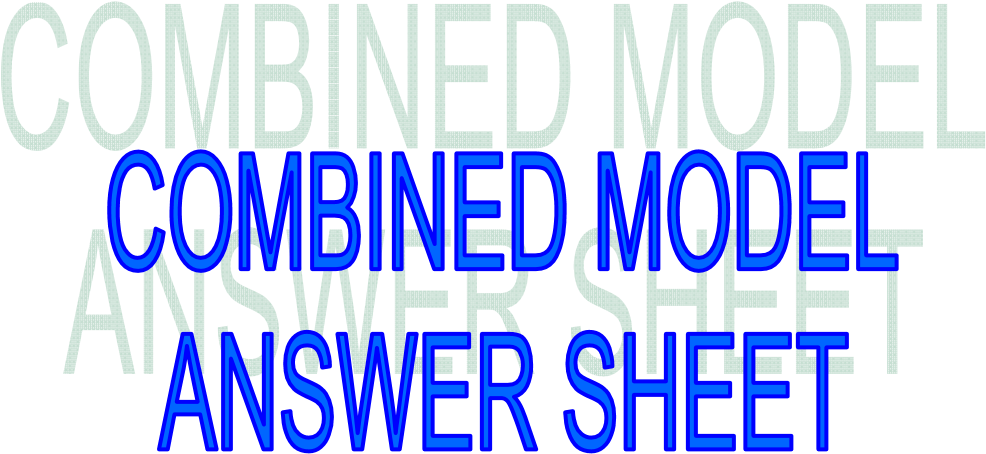 COMBINED MODEL
ANSWER SHEET